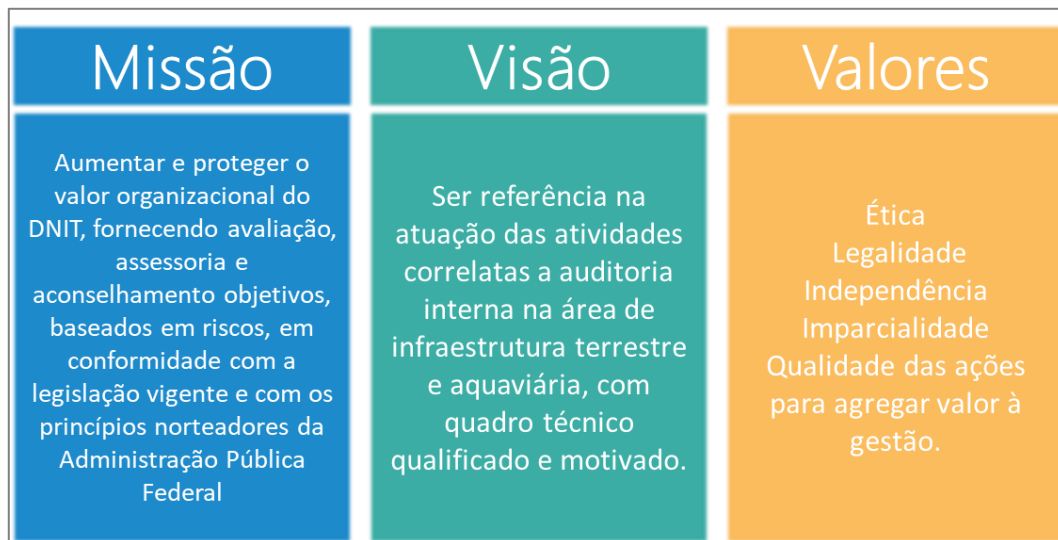 Missão
Aumentar e proteger o
valor organizacional do
DNIT, fornecendo avaliação,
assessoria e
aconselhamento objetivos,
baseados em riscos, em
conformidade com a
legislação vigente e com os
princípios norteadores da
Administração Pública
Federal
Visão
Ser referência na
atuação das atividades
correlatas a auditoria
interna na área de
infraestrutura terrestre
e aquaviária, com
quadro técnico
qualificado e motivado.
Valores
Ética
Legalidade
Independência
Imparcialidade
Qualidade das ações
para agregar valor à
gestão.